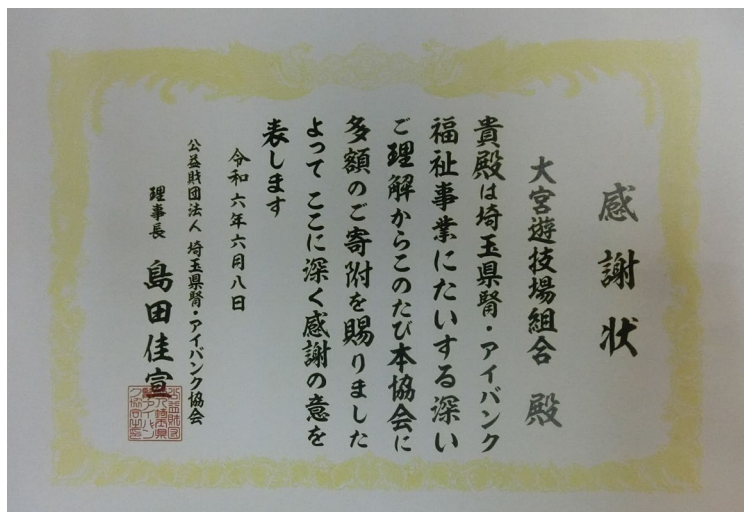 感謝状
大宮遊技場組合 殿
貴殿は埼玉県腎・アイバンク
福祉事業にたいする深い
ご理解からこのたび本協会に
多額のご寄附を賜りました
よって ここに深く感謝の意を
表します
令和六年六月八日
公益財団法人 埼玉県腎・アイバンク協会
理事長 島田佳宣